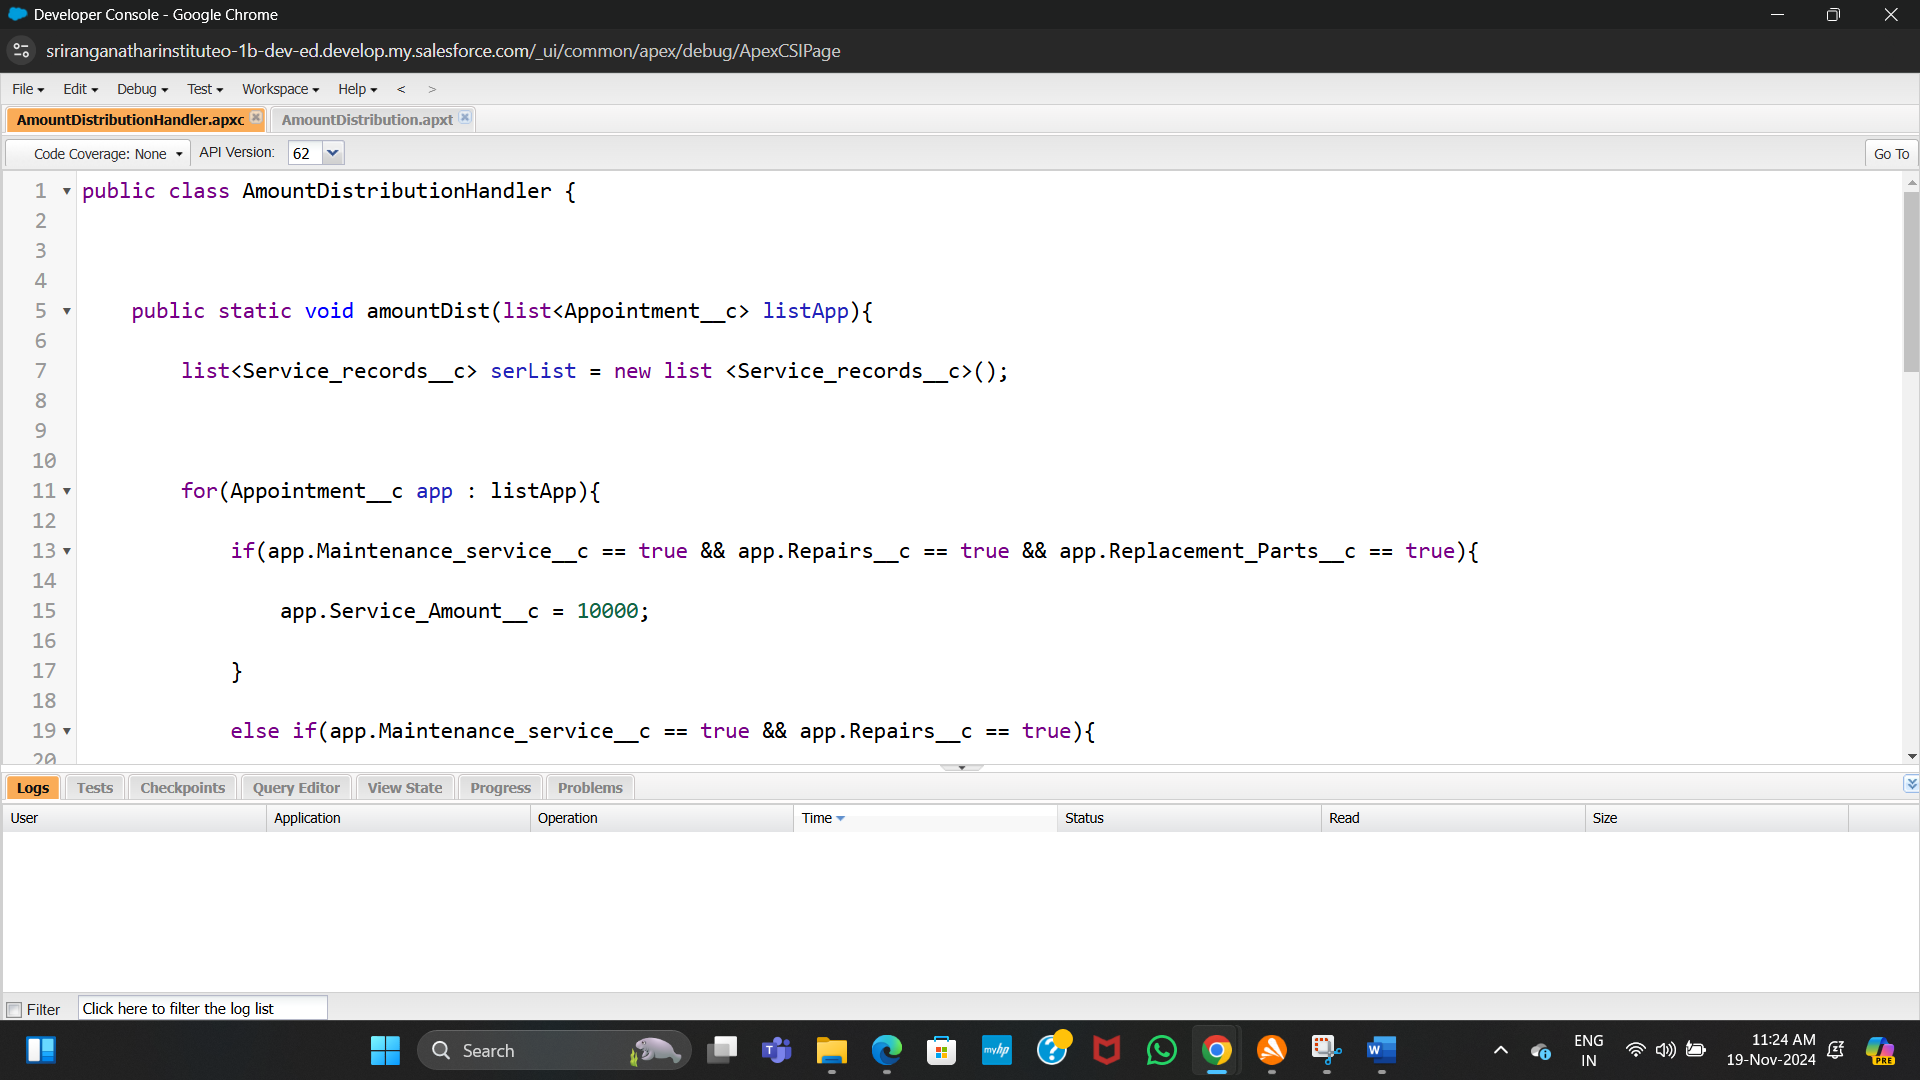 Developer Console - Google Chrome
sriranganatharinstituteo-1b-dev-ed.develop.my.salesforce.com/_ui/common/apex/debug/ApexCSIPage
File Edit Debug Test Workspace Help < >
AmountDistributionHandler.apxc AmountDistribution.apxt
Code Coverage: None API Version: 62 Go To
1 public class AmountDistributionHandler {
2
3
4
5 public static void amountDist(list<Appointment__c> listApp){
6
7 list<Service_records__c> serList = new list <Service_records__c>();
8
9
10
11 for(Appointment__c app : listApp){
12
13 if(app.Maintenance_service__c == true && app.Repairs__c == true && app.Replacement_Parts__c == true){
14
15 app.Service_Amount__c = 10000;
16
17 }
18
19 else if(app.Maintenance_service__c == true && app.Repairs__c == true){
20
Logs Tests Checkpoints Query Editor View State Progress Problems
User Application Operation Time Status Read Size
Filter Click here to filter the log list
Search myhp ENG 11:24 AM
IN 19-Nov-2024 PRE